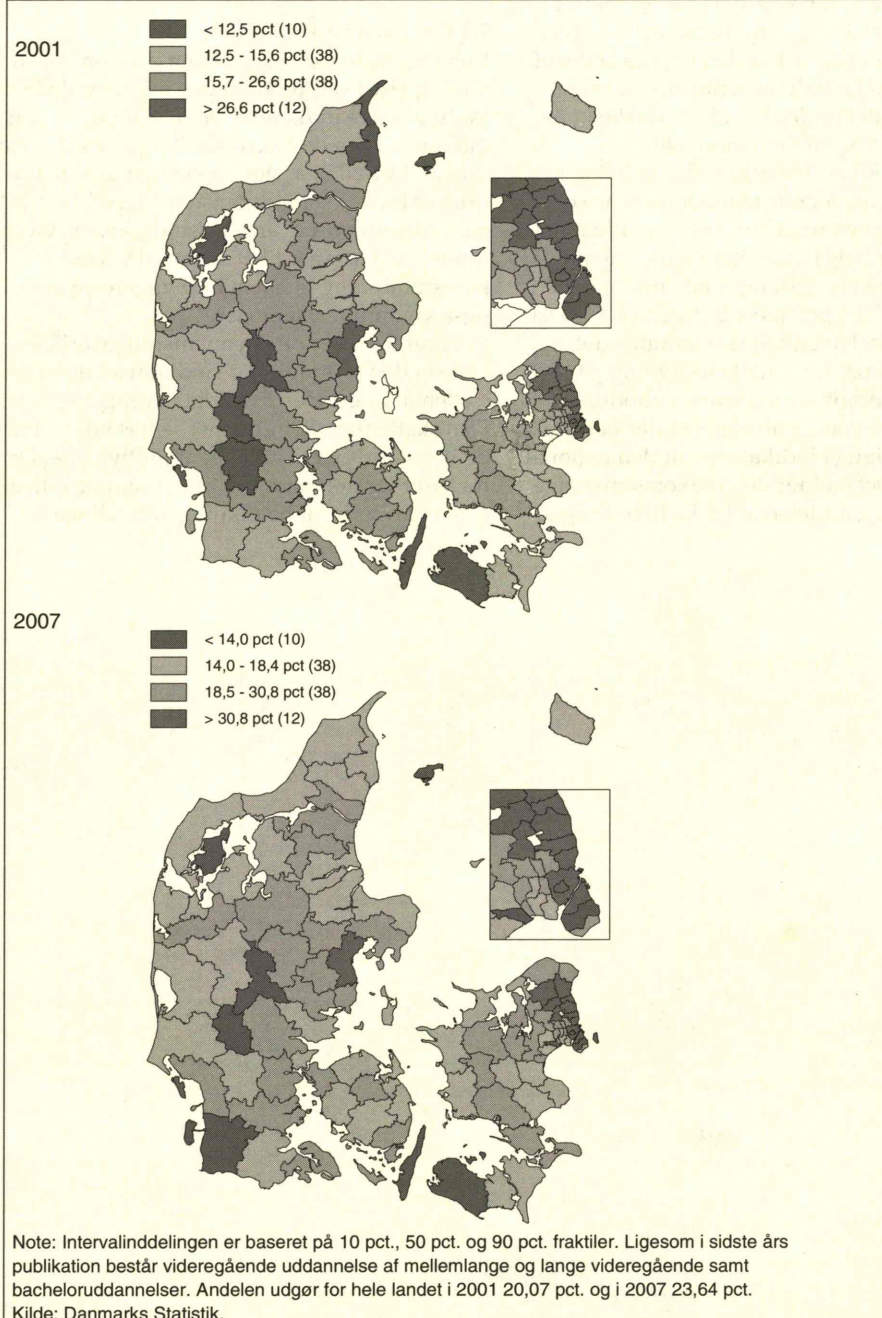 2001
< 12,5 pct (10)
12,5 - 15,6 pct (38)
15,7 - 26,6 pct (38)
> 26,6 pct (12)
2007
< 14,0 pct (10)
14,0 - 18,4 pct (38)
18,5 - 30,8 pct (38)
> 30,8 pct (12)
Note: Intervalinddelingen er baseret på 10 pct., 50 pct. og 90 pct. fraktiler. Ligesom i sidste års
publikation består videregående uddannelse af mellemlange og lange videregående samt
bacheloruddannelser. Andelen udgør for hele landet i 2001 20,07 pct. og i 2007 23,64 pct.
Kilde: Danmarks Statistik.